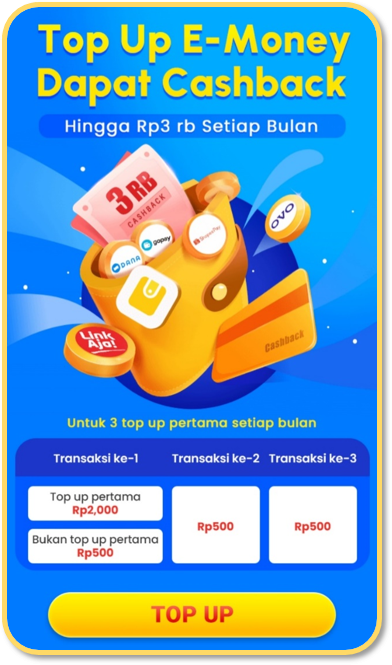 Top Up E-Money
Dapat Cashback
Hingga Rp3 rb Setiap Bulan
3 RB
CASHBACK
gopay
ShopeePay
OVO
DANA
Link
Aja!
Cashback
Untuk 3 top up pertama setiap bulan
Transaksi ke-1 Transaksi ke-2 Transaksi ke-3
Top up pertama
Rp2,000
Rp500 Rp500
Bukan top up pertama
Rp500
TOP UP